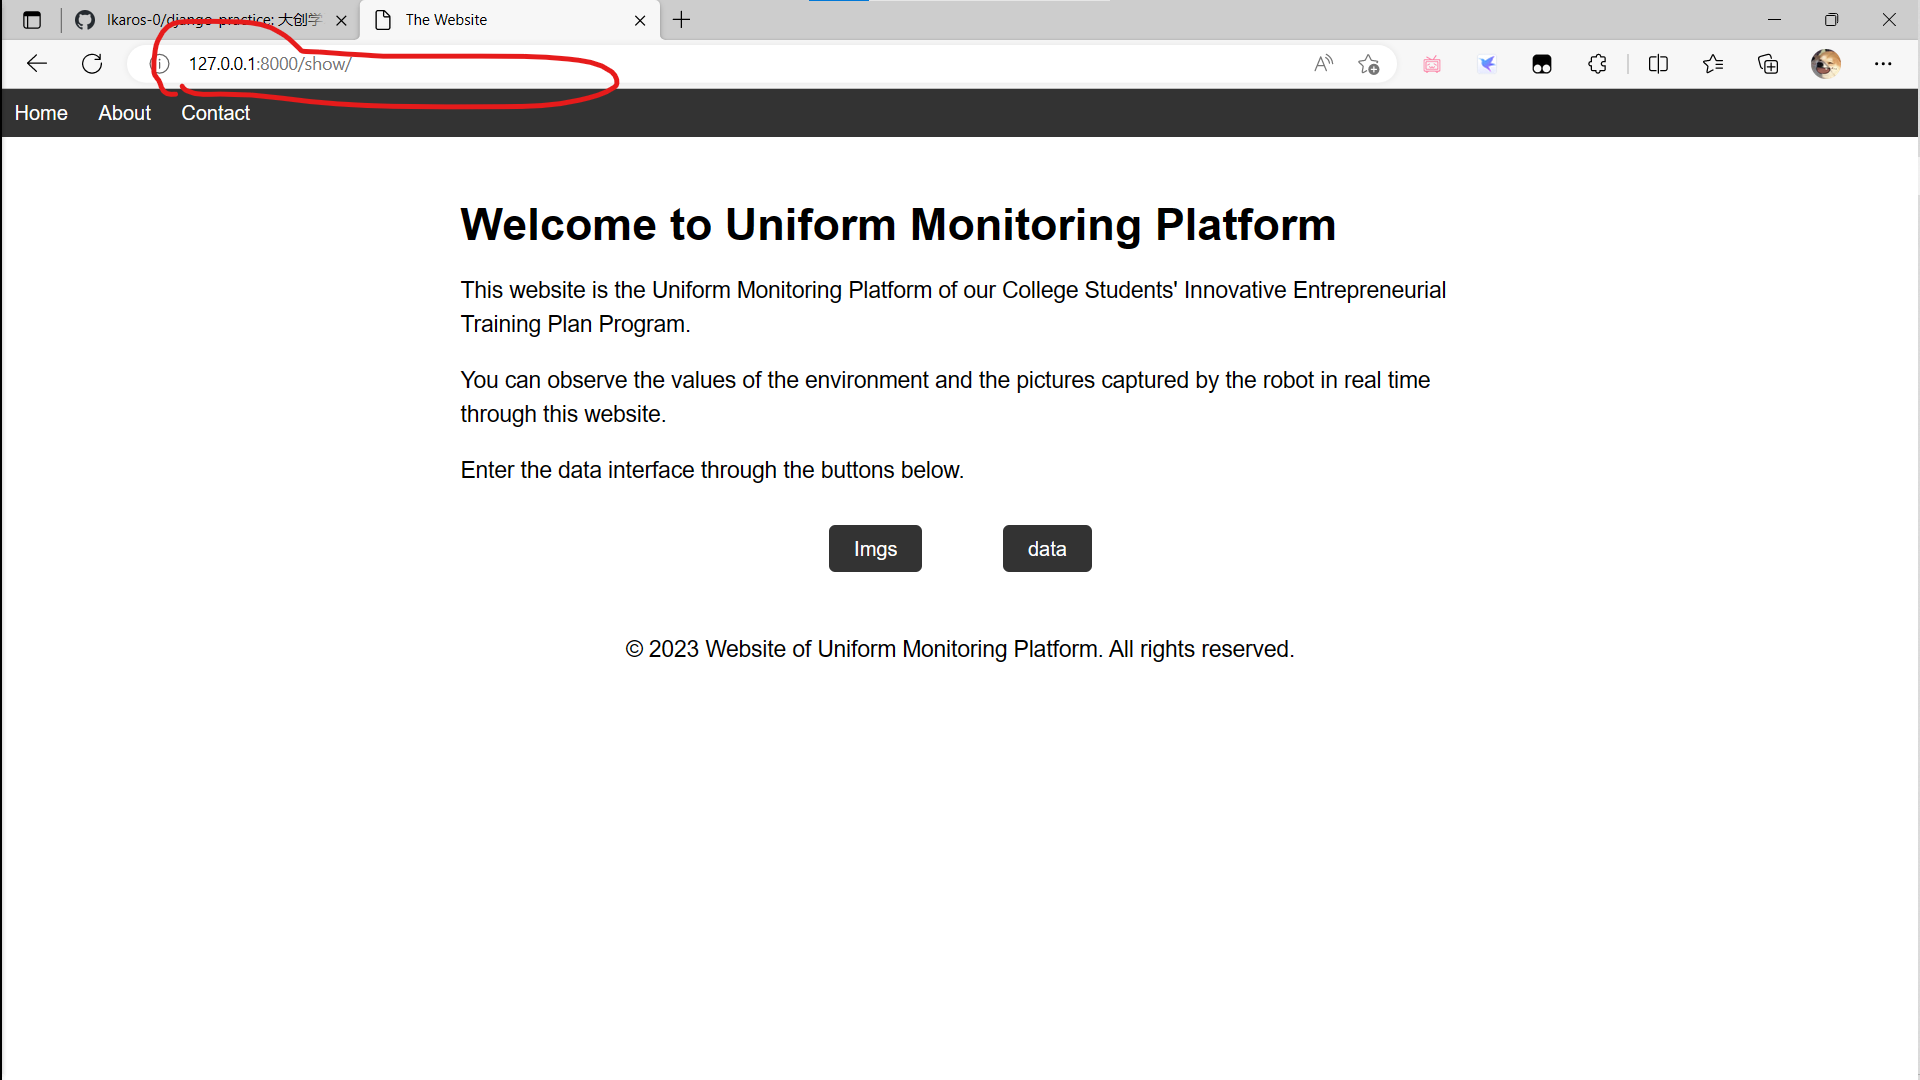 Ikaros-0/django-practice: 大创学
The Website
127.0.0.1:8000/show/
Home About Contact
Welcome to Uniform Monitoring Platform
This website is the Uniform Monitoring Platform of our College Students' Innovative Entrepreneurial
Training Plan Program.
You can observe the values of the environment and the pictures captured by the robot in real time
through this website.
Enter the data interface through the buttons below.
Imgs data
© 2023 Website of Uniform Monitoring Platform. All rights reserved.